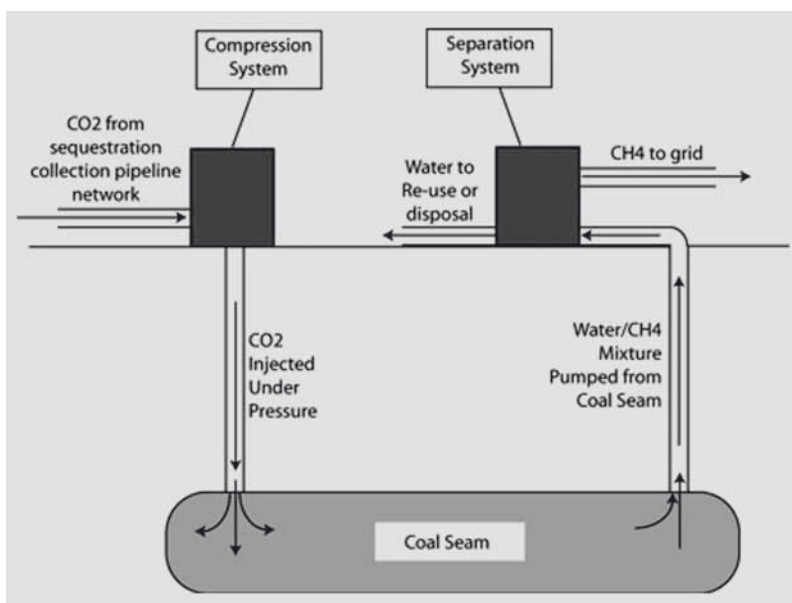 Compression
System
Separation
System
CO2 from
sequestration
collection pipeline
network
Water to
Re-use or
disposal
CH4 to grid
CO2
Injected
Under
Pressure
Water/CH4
Mixture
Pumped from
Coal Seam
Coal Seam